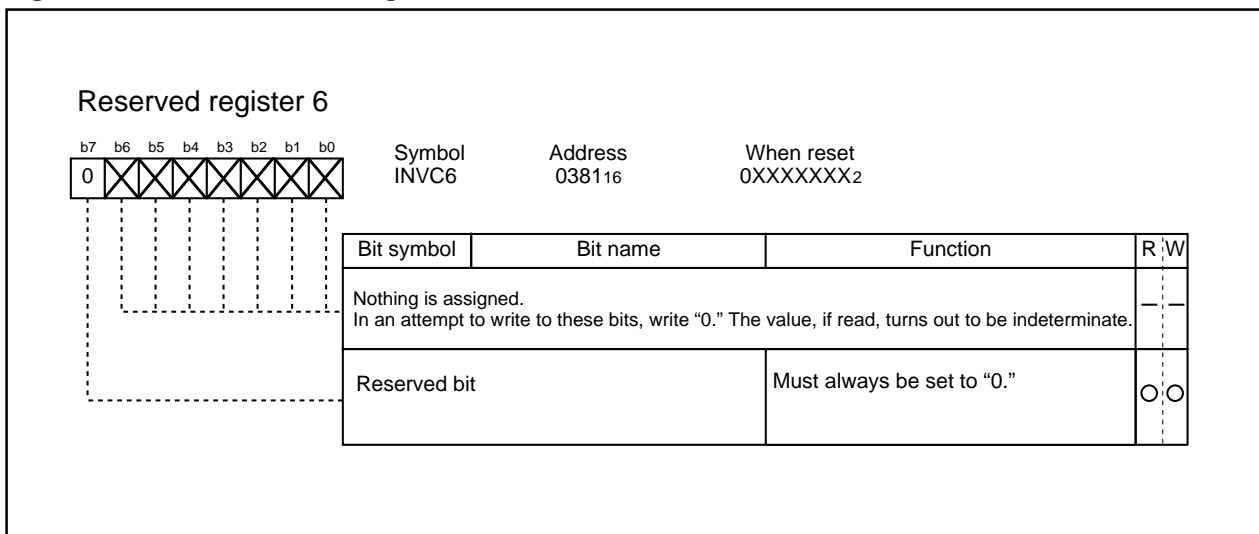 Reserved register 6
b7 b6 b5 b4 b3 b2 b1 b0
Symbol Address When reset
0 INVC6 038116 0XXXXXXX2
Bit symbol Bit name Function R W
Nothing is assigned.
In an attempt to write to these bits, write “0.” The value, if read, turns out to be indeterminate. — —
Reserved bit Must always be set to “0.”